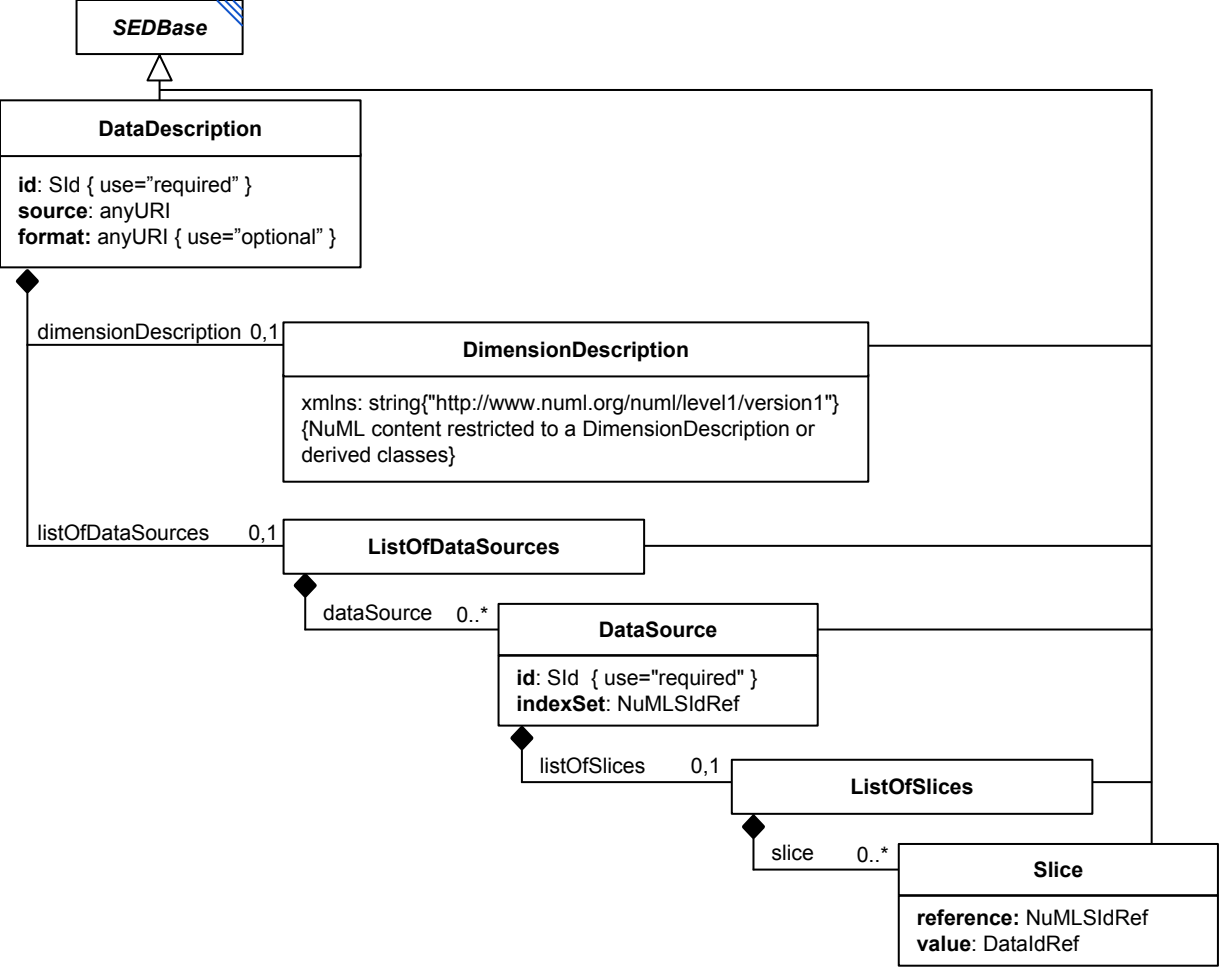 SEDBase
DataDescription
id: SId { use=”required” }
source: anyURI
format: anyURI { use=”optional” }
dimensionDescription 0,1
DimensionDescription
xmlns: string{"http://www.numl.org/numl/level1/version1"}
{NuML content restricted to a DimensionDescription or
derived classes}
listOfDataSources 0,1
ListOfDataSources
dataSource 0..*
DataSource
id: SId { use="required" }
indexSet: NuMLSIdRef
listOfSlices 0,1
ListOfSlices
slice 0..*
Slice
reference: NuMLSIdRef
value: DataIdRef